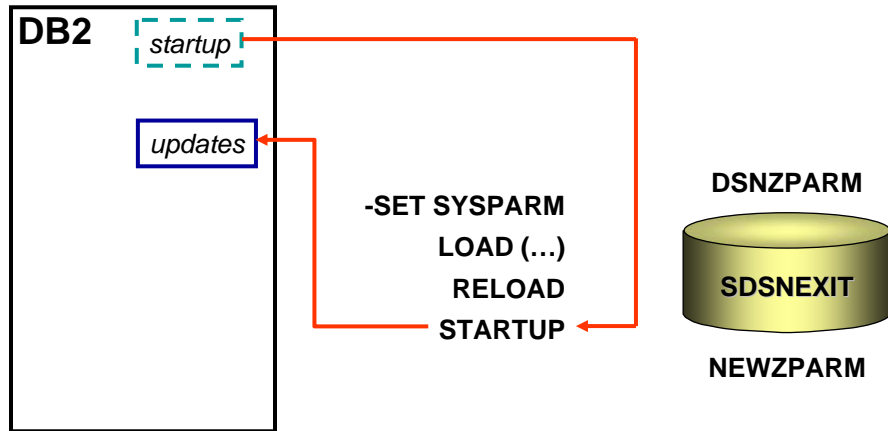 DB2
startup
updates
-SET SYSPARM
LOAD (…)
RELOAD
STARTUP
DSNZPARM
SDSNEXIT
NEWZPARM